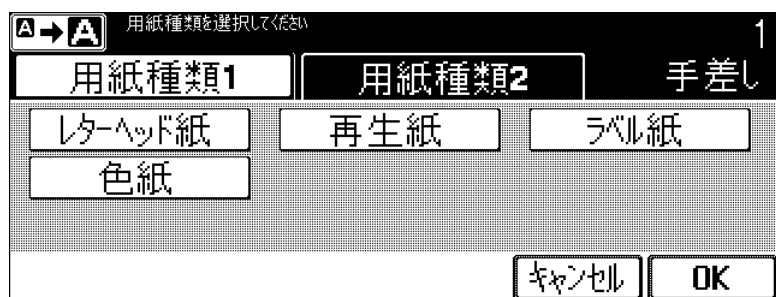 A→A 用紙種類を選択してください 1
用紙種類1 用紙種類2 手差し
レターヘッド紙 再生紙 ラベル紙
色紙
キャンセル OK